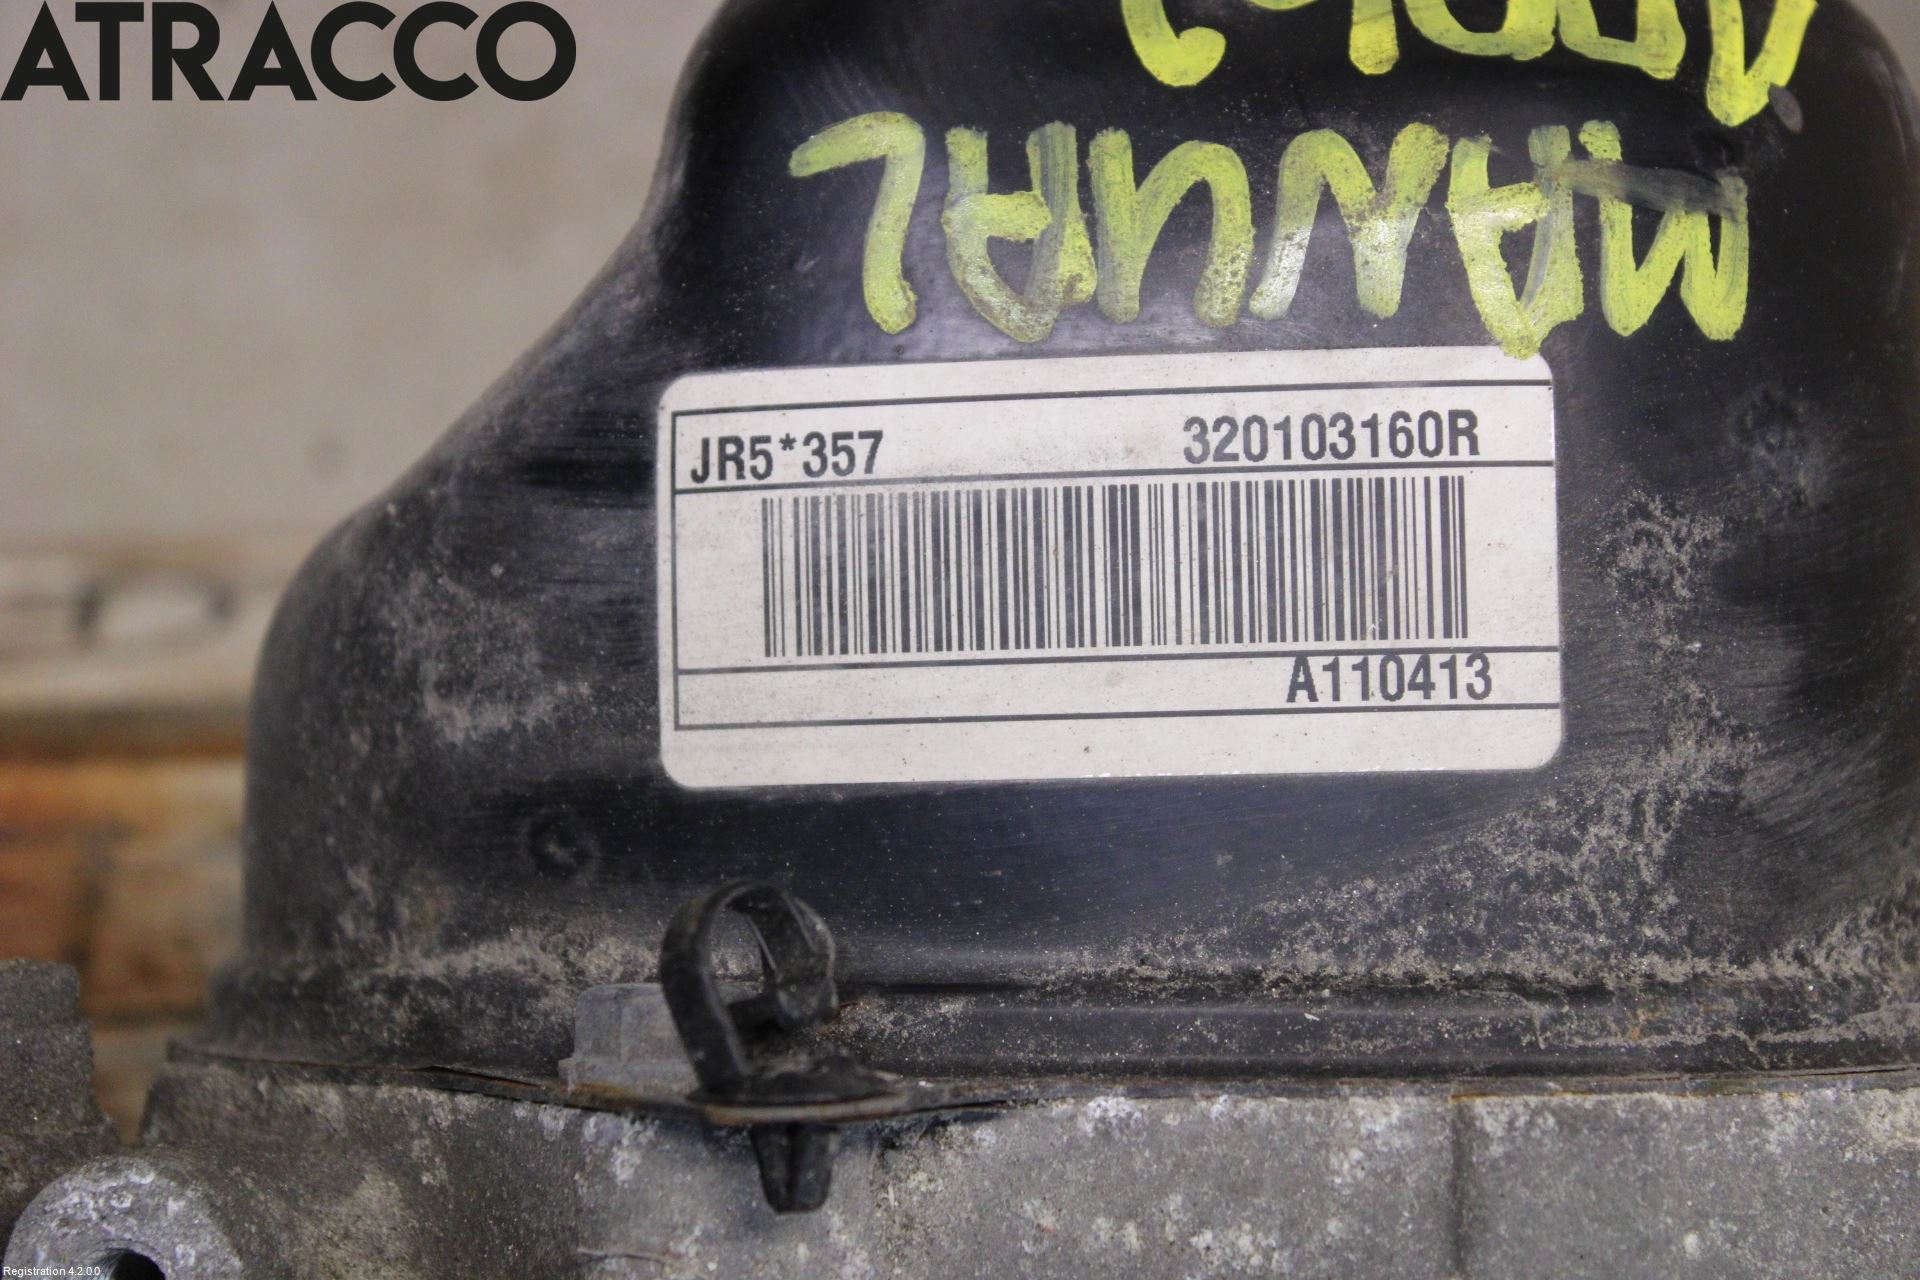 ATRACCO
MANUAL
JR5*357 320103160R
A110413
Registration 4.2.0.0